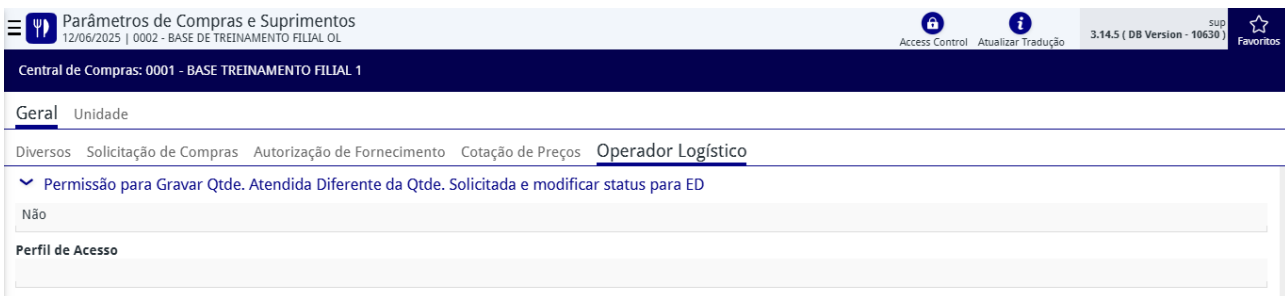 Parâmetros de Compras e Suprimentos
12/06/2025 | 0002 - BASE DE TREINAMENTO FILIAL OL
Access Control
Atualizar Tradução
sup
3.14.5 ( DB Version - 10630 )
Favoritos
Central de Compras: 0001 - BASE TREINAMENTO FILIAL 1
Geral Unidade
Diversos Solicitação de Compras Autorização de Fornecimento Cotação de Preços Operador Logístico
Permissão para Gravar Qtde. Atendida Diferente da Qtde. Solicitada e modificar status para ED
Não
Perfil de Acesso